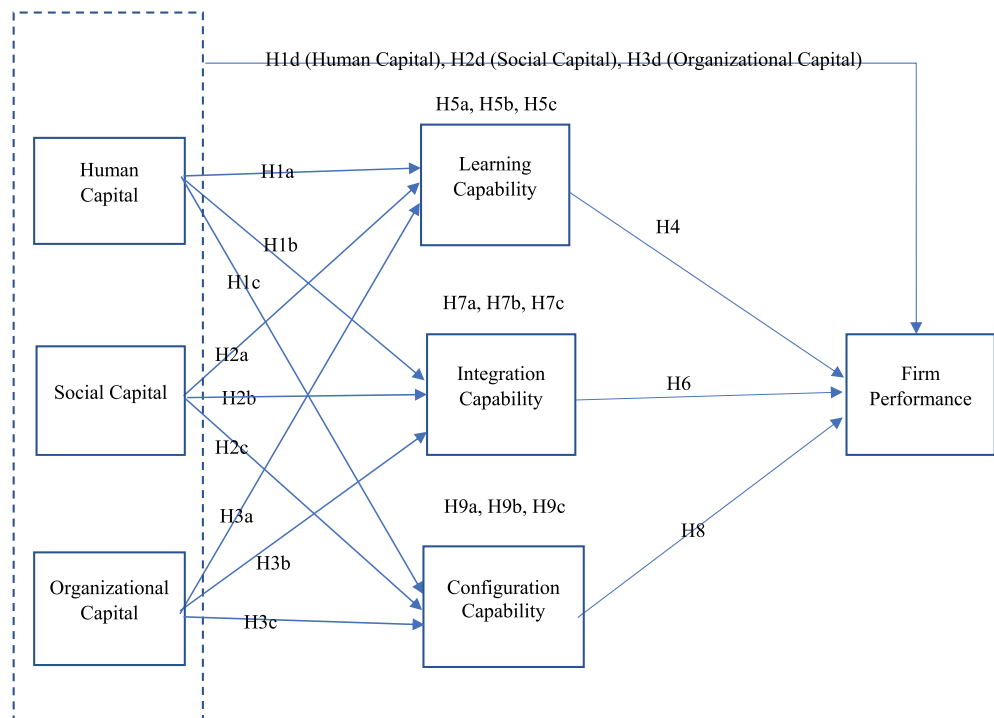 H1d (Human Capital), H2d (Social Capital), H3d (Organizational Capital)
H5a, H5b, H5c
Human
Capital
H1a
Learning
Capability
H1b
H1c
H4
H7a, H7b, H7c
H2a
Social Capital
H2b
Integration
Capability
H6
Firm
Performance
H2c
H9a, H9b, H9c
H3a
H8
H3b
Organizational
Capital
H3c
Configuration
Capability